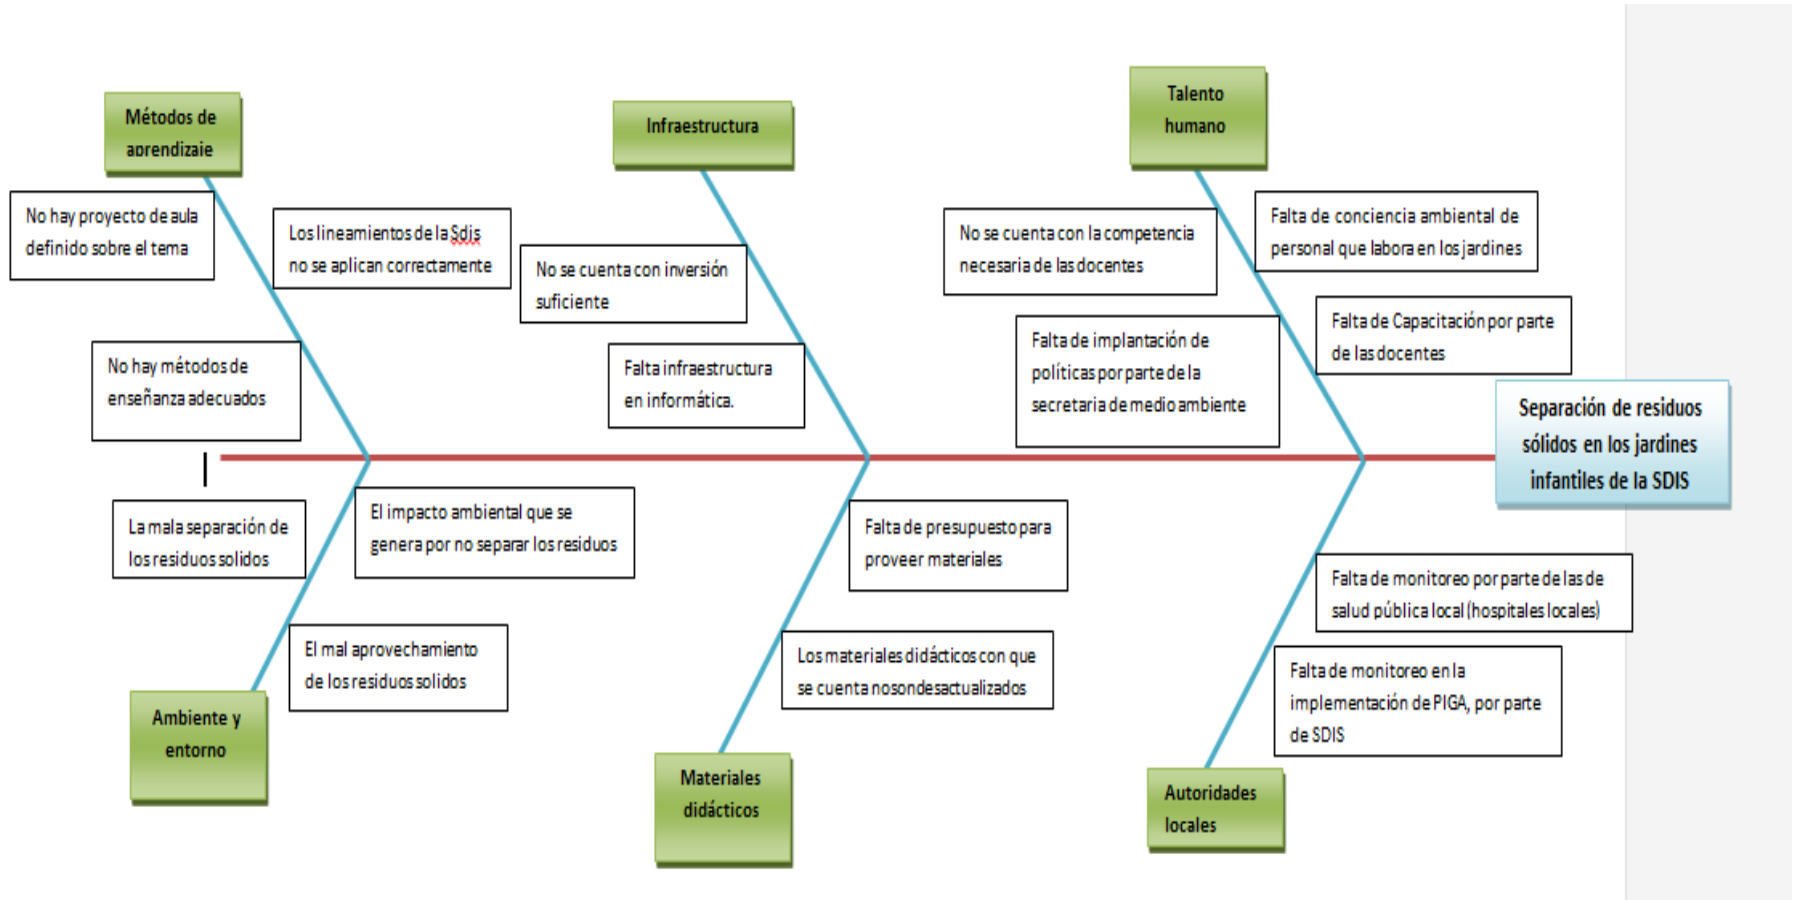 Métodos de
aprendizaje
Infraestructura
Talento
humano
No hay proyecto de aula
definido sobre el tema
Los lineamientos de la Sdis
no se aplican correctamente
No se cuenta con inversión
suficiente
No se cuenta con la competencia
necesaria de las docentes
Falta de conciencia ambiental de
personal que labora en los jardines
No hay métodos de
enseñanza adecuados
Falta infraestructura
en informática.
Falta de implantación de
políticas por parte de la
secretaria de medio ambiente
Falta de Capacitación por parte
de las docentes
Separación de residuos
sólidos en los jardines
infantiles de la SDIS
La mala separación de
los residuos solidos
El impacto ambiental que se
genera por no separar los residuos
Falta de presupuesto para
proveer materiales
Falta de monitoreo por parte de las de
salud pública local (hospitales locales)
El mal aprovechamiento
de los residuos solidos
Los materiales didácticos con que
se cuenta nosondesactualizados
Falta de monitoreo en la
implementación de PIGA, por parte
de SDIS
Ambiente y
entorno
Materiales
didácticos
Autoridades
locales